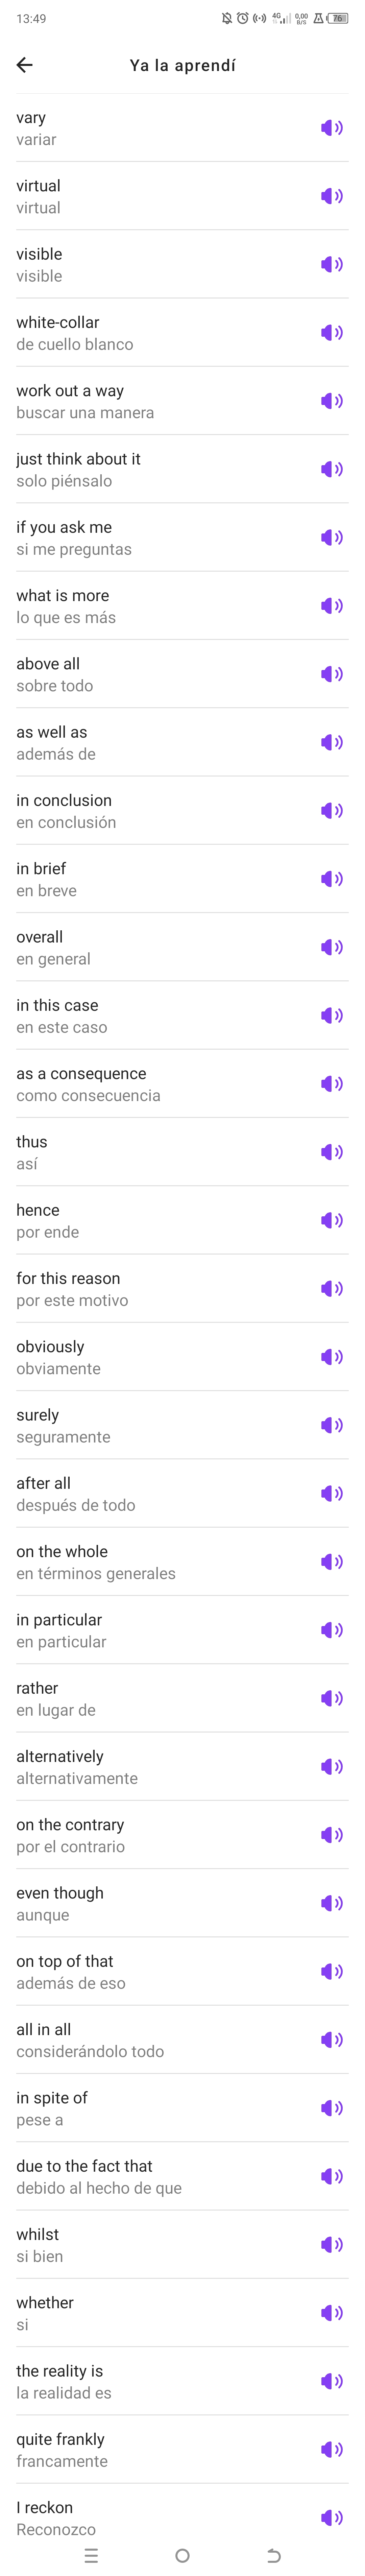 13:49
4G
0,00
B/S
76
Ya la aprendí
vary
variar
virtual
virtual
visible
visible
white-collar
de cuello blanco
work out a way
buscar una manera
just think about it
solo piénsalo
if you ask me
si me preguntas
what is more
lo que es más
above all
sobre todo
as well as
además de
in conclusion
en conclusión
in brief
en breve
overall
en general
in this case
en este caso
as a consequence
como consecuencia
thus
así
hence
por ende
for this reason
por este motivo
obviously
obviamente
surely
seguramente
after all
después de todo
on the whole
en términos generales
in particular
en particular
rather
en lugar de
alternatively
alternativamente
on the contrary
por el contrario
even though
aunque
on top of that
además de eso
all in all
considerándolo todo
in spite of
pese a
due to the fact that
debido al hecho de que
whilst
si bien
whether
si
the reality is
la realidad es
quite frankly
francamente
I reckon
Reconozco